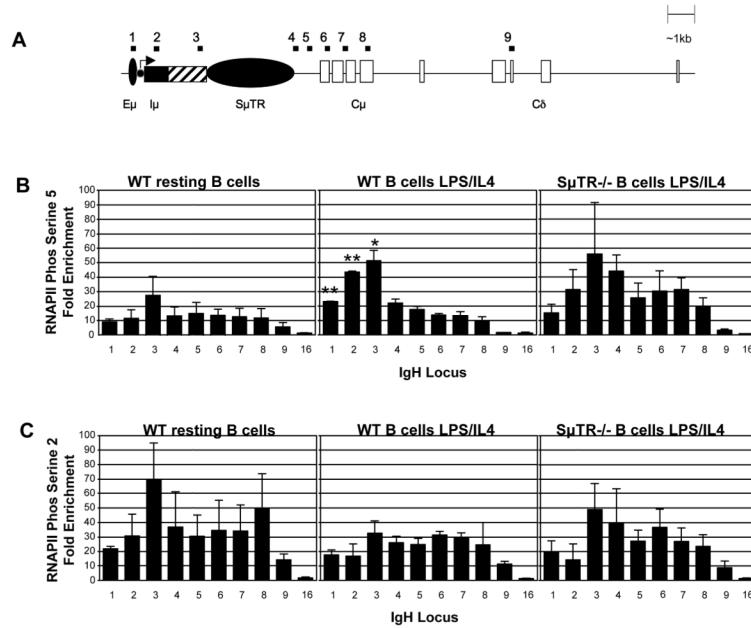 A
1 2 3 4 5 6 7 8 9
~1kb
Eμ Iμ SμTR Cμ Cδ
B
WT resting B cells WT B cells LPS/IL4 SμTR-/- B cells LPS/IL4
RNAPII Phos Serine 5
Fold Enrichment
100
90
80
70
60
50
40
30
20
10
0
** ** *
1 2 3 4 5 6 7 8 9 16 1 2 3 4 5 6 7 8 9 16 1 2 3 4 5 6 7 8 9 16
IgH Locus
C
WT resting B cells WT B cells LPS/IL4 SμTR-/- B cells LPS/IL4
RNAPII Phos Serine 2
Fold Enrichment
100
90
80
70
60
50
40
30
20
10
0
1 2 3 4 5 6 7 8 9 16 1 2 3 4 5 6 7 8 9 16 1 2 3 4 5 6 7 8 9 16
IgH Locus